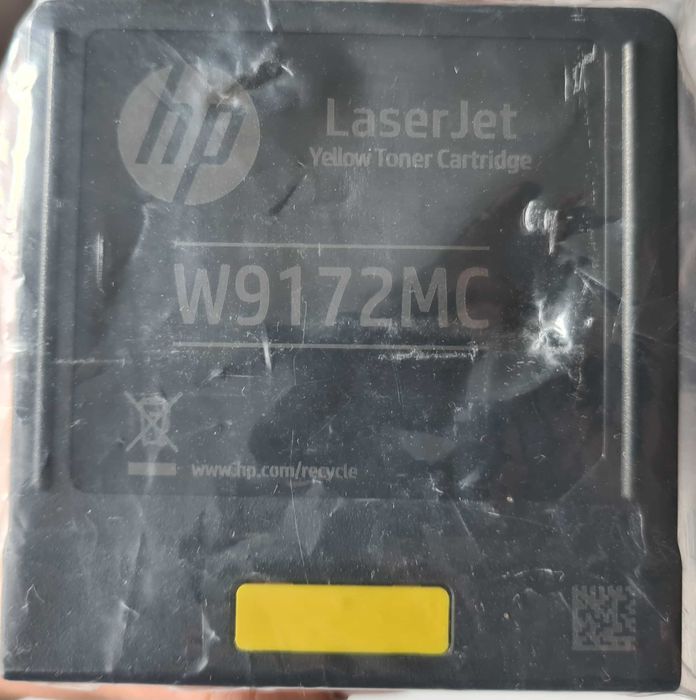 hp
LaserJet
Yellow Toner Cartridge
W9172MC
www.hp.com/recycle